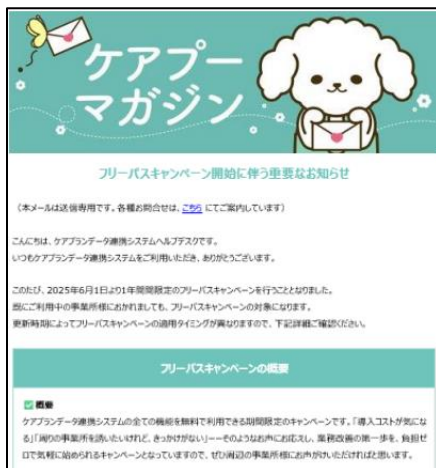 ケアプー
マガジン
フリーパスキャンペーン開始に伴う重要なお知らせ
（本メールは送信専用です。各種お問合せは、こちら にてご案内しています）
こんにちは、ケアプランデータ連携システムヘルプデスクです。
いつもケアプランデータ連携システムをご利用いただき、ありがとうございます。
このたび、2025年6月1日より1年間期限定のフリーパスキャンペーンを行うこととなりました。
既にご利用中の事業所様におかれましても、フリーパスキャンペーンの対象になります。
更新時期によってフリーパスキャンペーンの適用タイミングが異なりますので、下記詳細ご確認ください。
フリーパスキャンペーンの概要
✅ 概要
ケアプランデータ連携システムの全ての機能を無料で利用できる期間限定のキャンペーンです。「導入コストが気にな
る」「周りの事業所を誘いたいけれど、きっかけがない」――そのようなお声にお応えし、業務改善の第一歩を、負担ゼ
ロで気軽に始められるキャンペーンとなっていますので、ぜひ周辺の事業所様にお声がけいただければと思います。